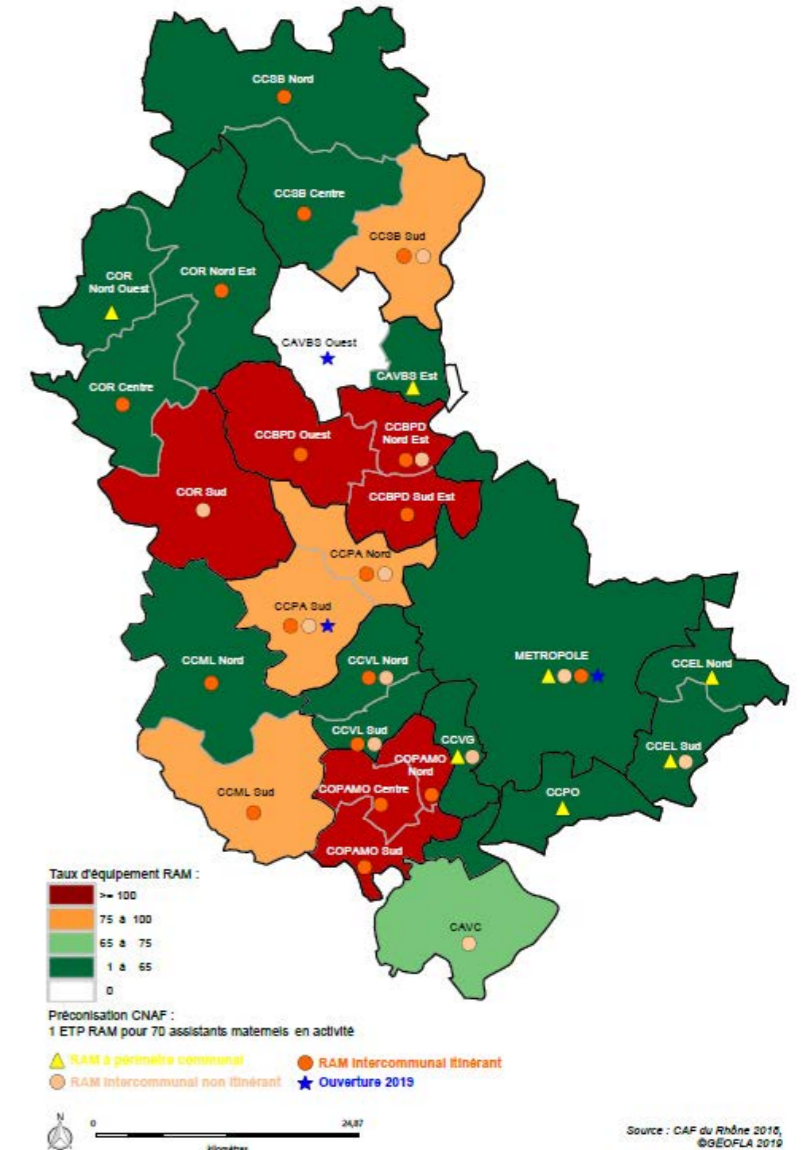 CCSB Nord
CCSB Centre
CCSB Sud
COR
Nord Ouest
COR Nord Est
CAVBS Ouest
CAVBS Est
COR Centre
CCBPD Ouest
CCBPD
Nord Est
COR Sud
CCBPD Sud Est
CCPA Nord
CCPA Sud
CCML Nord
CCVL Nord
METROPOLE
CCEL Nord
CCVL Sud
CCVG
CCEL Sud
COPAMO
Nord
CCML Sud
COPAMO Centre
CCPO
COPAMO Sud
CAVC
Taux d'équipement RAM :
>= 100
75 à 100
65 à 75
1 à 65
0
Préconisation CNAF :
1 ETP RAM pour 70 assistants maternels en activité
RAM à périmètre communal
RAM Intercommunal Itinérant
RAM Intercommunal non Itinérant
Ouverture 2019
N
0 24,87
kilomètres
Source : CAF du Rhône 2018,
©GEOFLA 2019